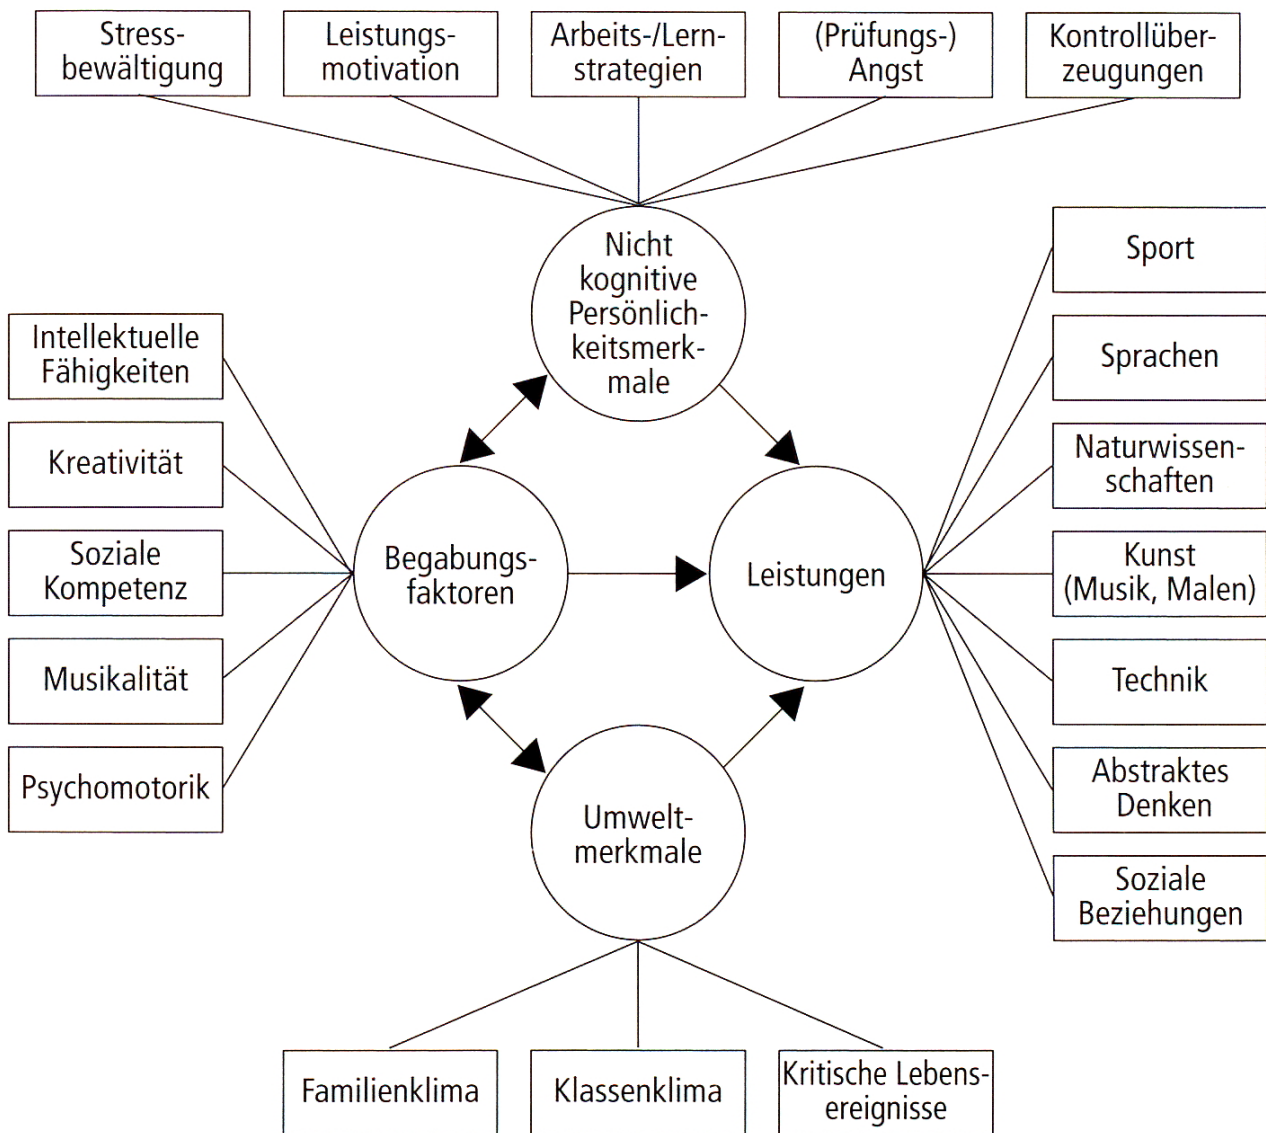 Stress-
bewältigung
Leistungs-
motivation
Arbeits-/Lern-
strategien
(Prüfungs-)
Angst
Kontrollüber-
zeugungen
Nicht
kognitive
Persönlich-
keitsmerk-
male
Intellektuelle
Fähigkeiten
Kreativität
Soziale
Kompetenz
Musikalität
Psychomotorik
Begabungs-
faktoren
Leistungen
Sport
Sprachen
Naturwissen-
schaften
Kunst
(Musik, Malen)
Technik
Abstraktes
Denken
Soziale
Beziehungen
Umwelt-
merkmale
Familienklima
Klassenklima
Kritische Lebens-
ereignisse